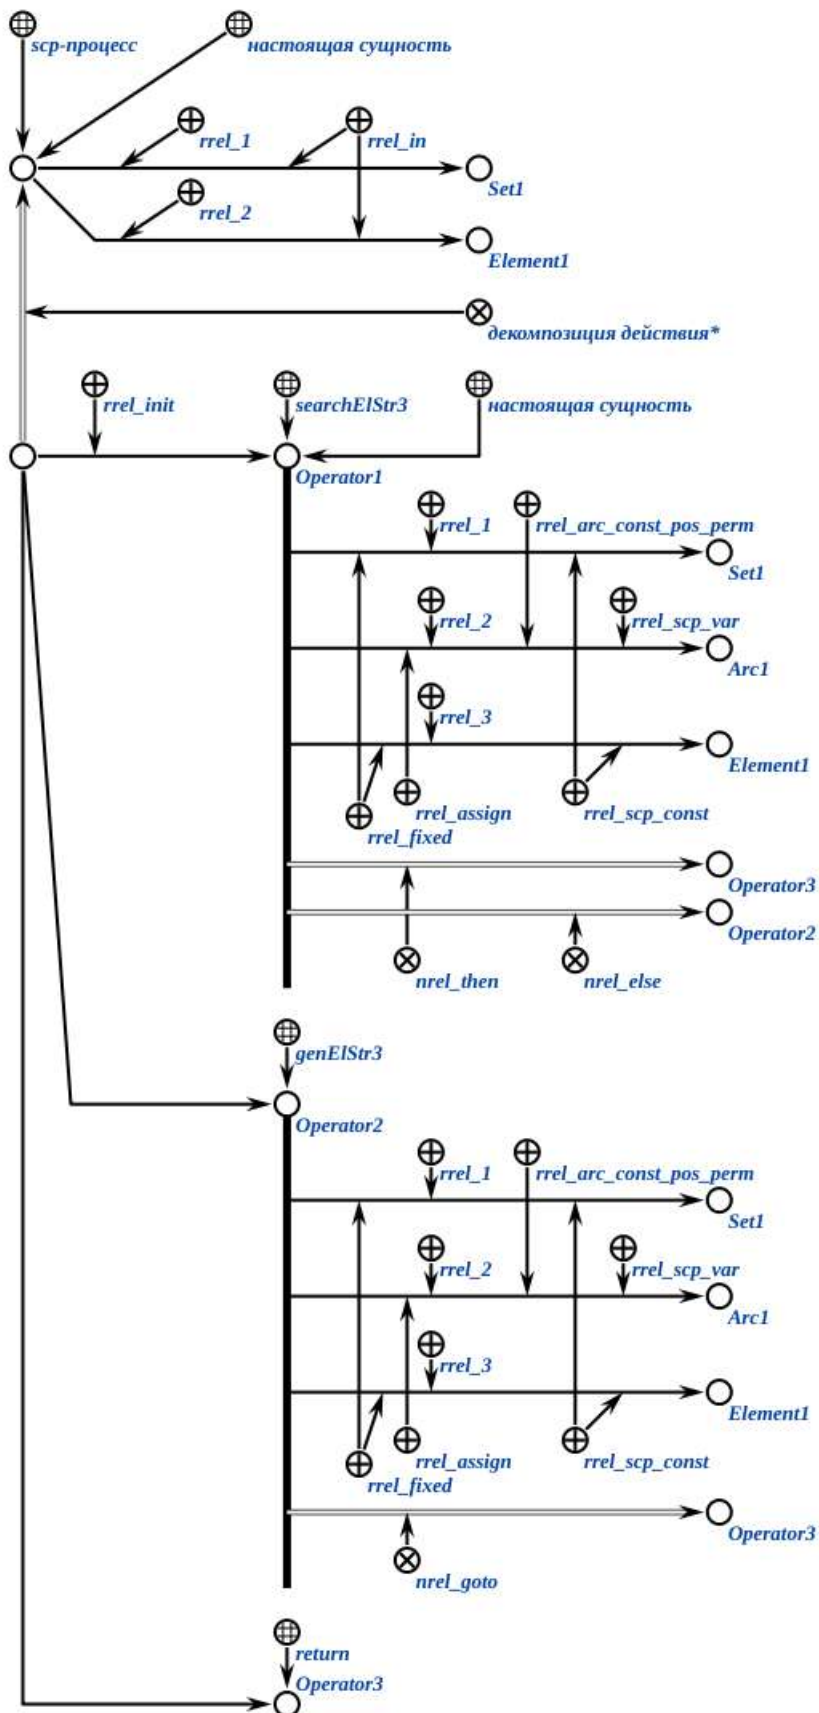 scp-процесс
настоящая сущность
rrel_1
rrel_in
Set1
rrel_2
Element1
декомпозиция действия*
rrel_init
searchElStr3
настоящая сущность
Operator1
rrel_1
rrel_arc_const_pos_perm
Set1
rrel_2
rrel_scp_var
Arc1
rrel_3
Element1
rrel_assign
rrel_scp_const
rrel_fixed
Operator3
Operator2
nrel_then
nrel_else
genElStr3
Operator2
rrel_1
rrel_arc_const_pos_perm
Set1
rrel_2
rrel_scp_var
Arc1
rrel_3
Element1
rrel_assign
rrel_scp_const
rrel_fixed
Operator3
nrel_goto
return
Operator3